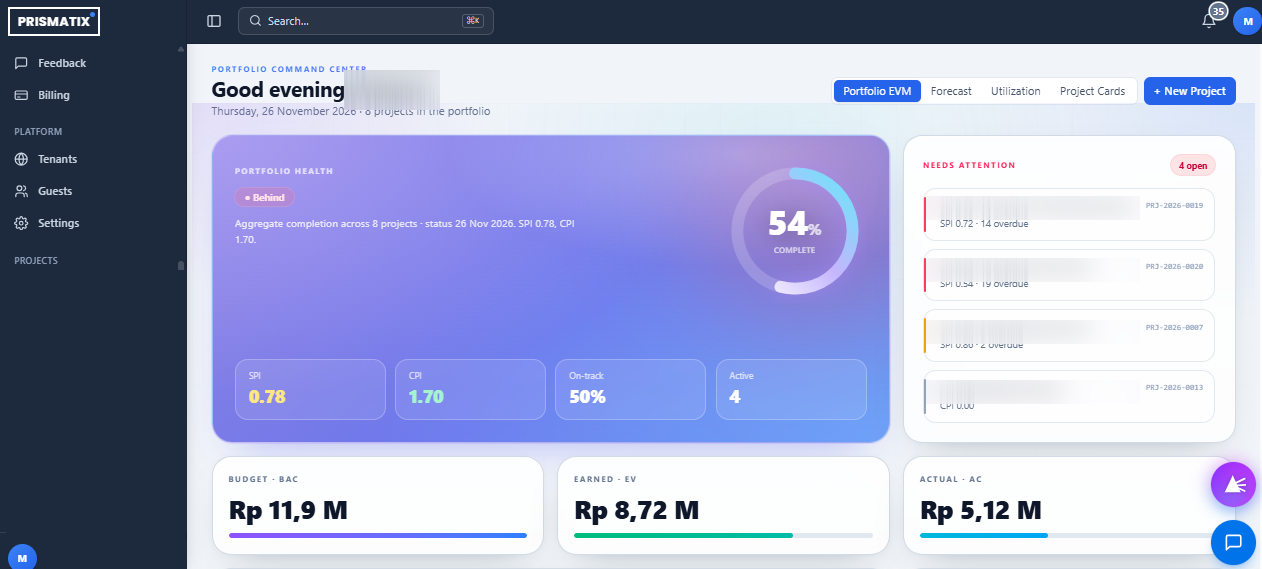 PRISMATIX
Search...
⌘K
35
M
Feedback
Billing
PLATFORM
Tenants
Guests
Settings
PROJECTS
M
PORTFOLIO COMMAND CENTER
Good evening
Thursday, 26 November 2026 · 8 projects in the portfolio
Portfolio EVM
Forecast
Utilization
Project Cards
+ New Project
PORTFOLIO HEALTH
Behind
Aggregate completion across 8 projects · status 26 Nov 2026. SPI 0.78, CPI
1.70.
54%
COMPLETE
SPI
0.78
CPI
1.70
On-track
50%
Active
4
NEEDS ATTENTION
4 open
PRJ-2026-0019
SPI 0.72 · 14 overdue
PRJ-2026-0020
SPI 0.54 · 19 overdue
PRJ-2026-0007
SPI 0.86 · 2 overdue
PRJ-2026-0013
CPI 0.00
BUDGET · BAC
Rp 11,9 M
EARNED · EV
Rp 8,72 M
ACTUAL · AC
Rp 5,12 M